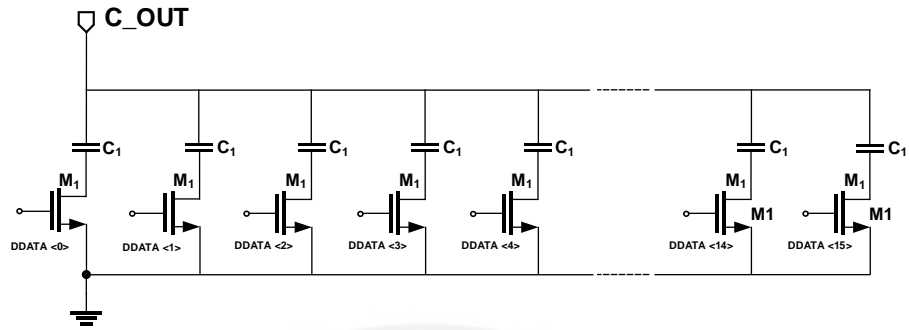 C_OUT
C₁ C₁ C₁ C₁ C₁ C₁ C₁
M₁ M₁ M₁ M₁ M₁ M₁ M₁
M1 M1
DDATA <0> DDATA <1> DDATA <2> DDATA <3> DDATA <4> DDATA <14> DDATA <15>